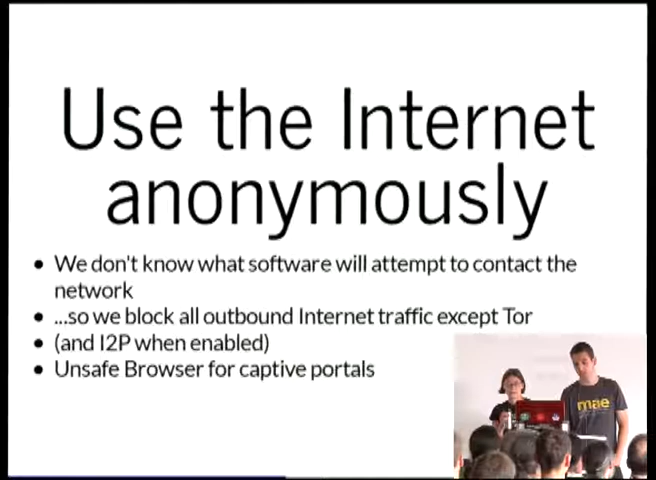 Use the Internet
anonymously
• We don't know what software will attempt to contact the
network
• ...so we block all outbound Internet traffic except Tor
• (and I2P when enabled)
• Unsafe Browser for captive portals
mae